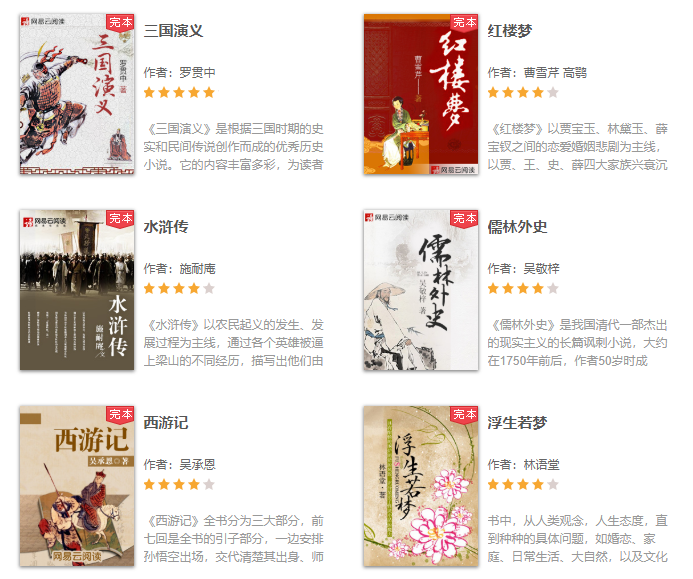 网易云阅读
完本
三国演义
罗贯中 著
三国演义
作者：罗贯中
《三国演义》是根据三国时期的史
实和民间传说创作而成的优秀历史
小说。它的内容丰富多彩，为读者
完本
红楼梦
曹雪芹——著
网易云阅读
红楼梦
作者：曹雪芹 高鹗
《红楼梦》以贾宝玉、林黛玉、薛
宝钗之间的恋爱婚姻悲剧为主线，
以贾、王、史、薛四大家族兴衰沉
网易云阅读
完本
水浒传
施耐庵/文
水浒传
作者：施耐庵
《水浒传》以农民起义的发生、发
展过程为主线，通过各个英雄被逼
上梁山的不同经历，描写出他们由
网易云阅读
完本
儒林外史
吴敬梓 著
儒林外史
作者：吴敬梓
《儒林外史》是我国清代一部杰出
的现实主义的长篇讽刺小说，大约
在1750年前后，作者50岁时成
完本
西游记
吴承恩◎著
网易云阅读
西游记
作者：吴承恩
《西游记》全书分为三大部分，前
七回是全书的引子部分，一边安排
孙悟空出场，交代清楚其出身、师
完本
浮生若梦
林语堂·著
浮生若梦
作者：林语堂
书中，从人类观念，人生态度，直
到种种的具体问题，如婚恋、家
庭、日常生活、大自然，以及文化